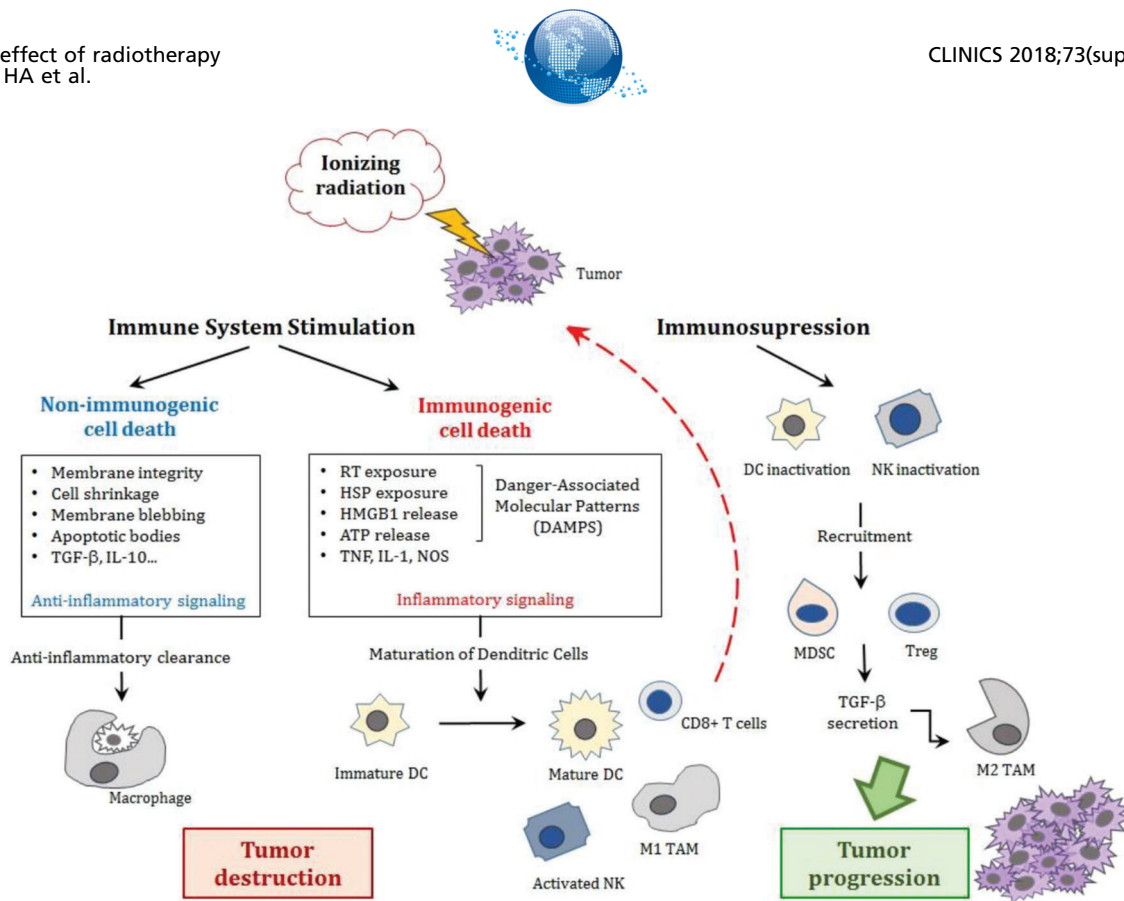 effect of radiotherapy
HA et al.
CLINICS 2018;73(sup
Ionizing
radiation
Tumor
Immune System Stimulation
Immunosupression
Non-immunogenic
cell death
• Membrane integrity
• Cell shrinkage
• Membrane blebbing
• Apoptotic bodies
• TGF-β, IL-10...
Anti-inflammatory signaling
Anti-inflammatory clearance
Macrophage
Immunogenic
cell death
• RT exposure
• HSP exposure
• HMGB1 release
• ATP release
• TNF, IL-1, NOS
Danger-Associated
Molecular Patterns
(DAMPS)
Inflammatory signaling
Maturation of Denditric Cells
Immature DC
Mature DC
CD8+ T cells
M1 TAM
Activated NK
DC inactivation
NK inactivation
Recruitment
MDSC
Treg
TGF-β
secretion
M2 TAM
Tumor
destruction
Tumor
progression